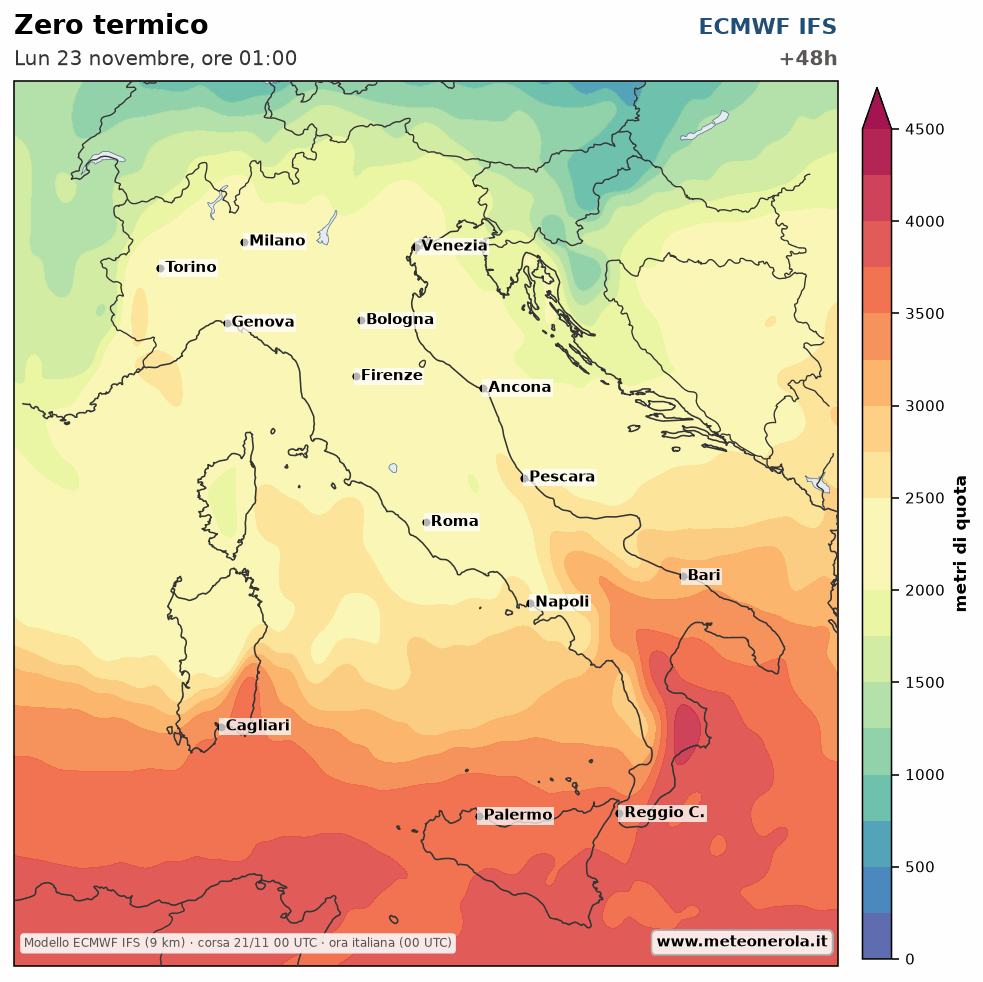 Zero termico
ECMWF IFS
Lun 23 novembre, ore 01:00
+48h
Milano
Venezia
Torino
Genova
Bologna
Firenze
Ancona
Pescara
Roma
Bari
Napoli
Cagliari
Palermo
Reggio C.
4500
4000
3500
3000
2500
2000
1500
1000
500
0
metri di quota
Modello ECMWF IFS (9 km) · corsa 21/11 00 UTC · ora italiana (00 UTC)
www.meteonerola.it